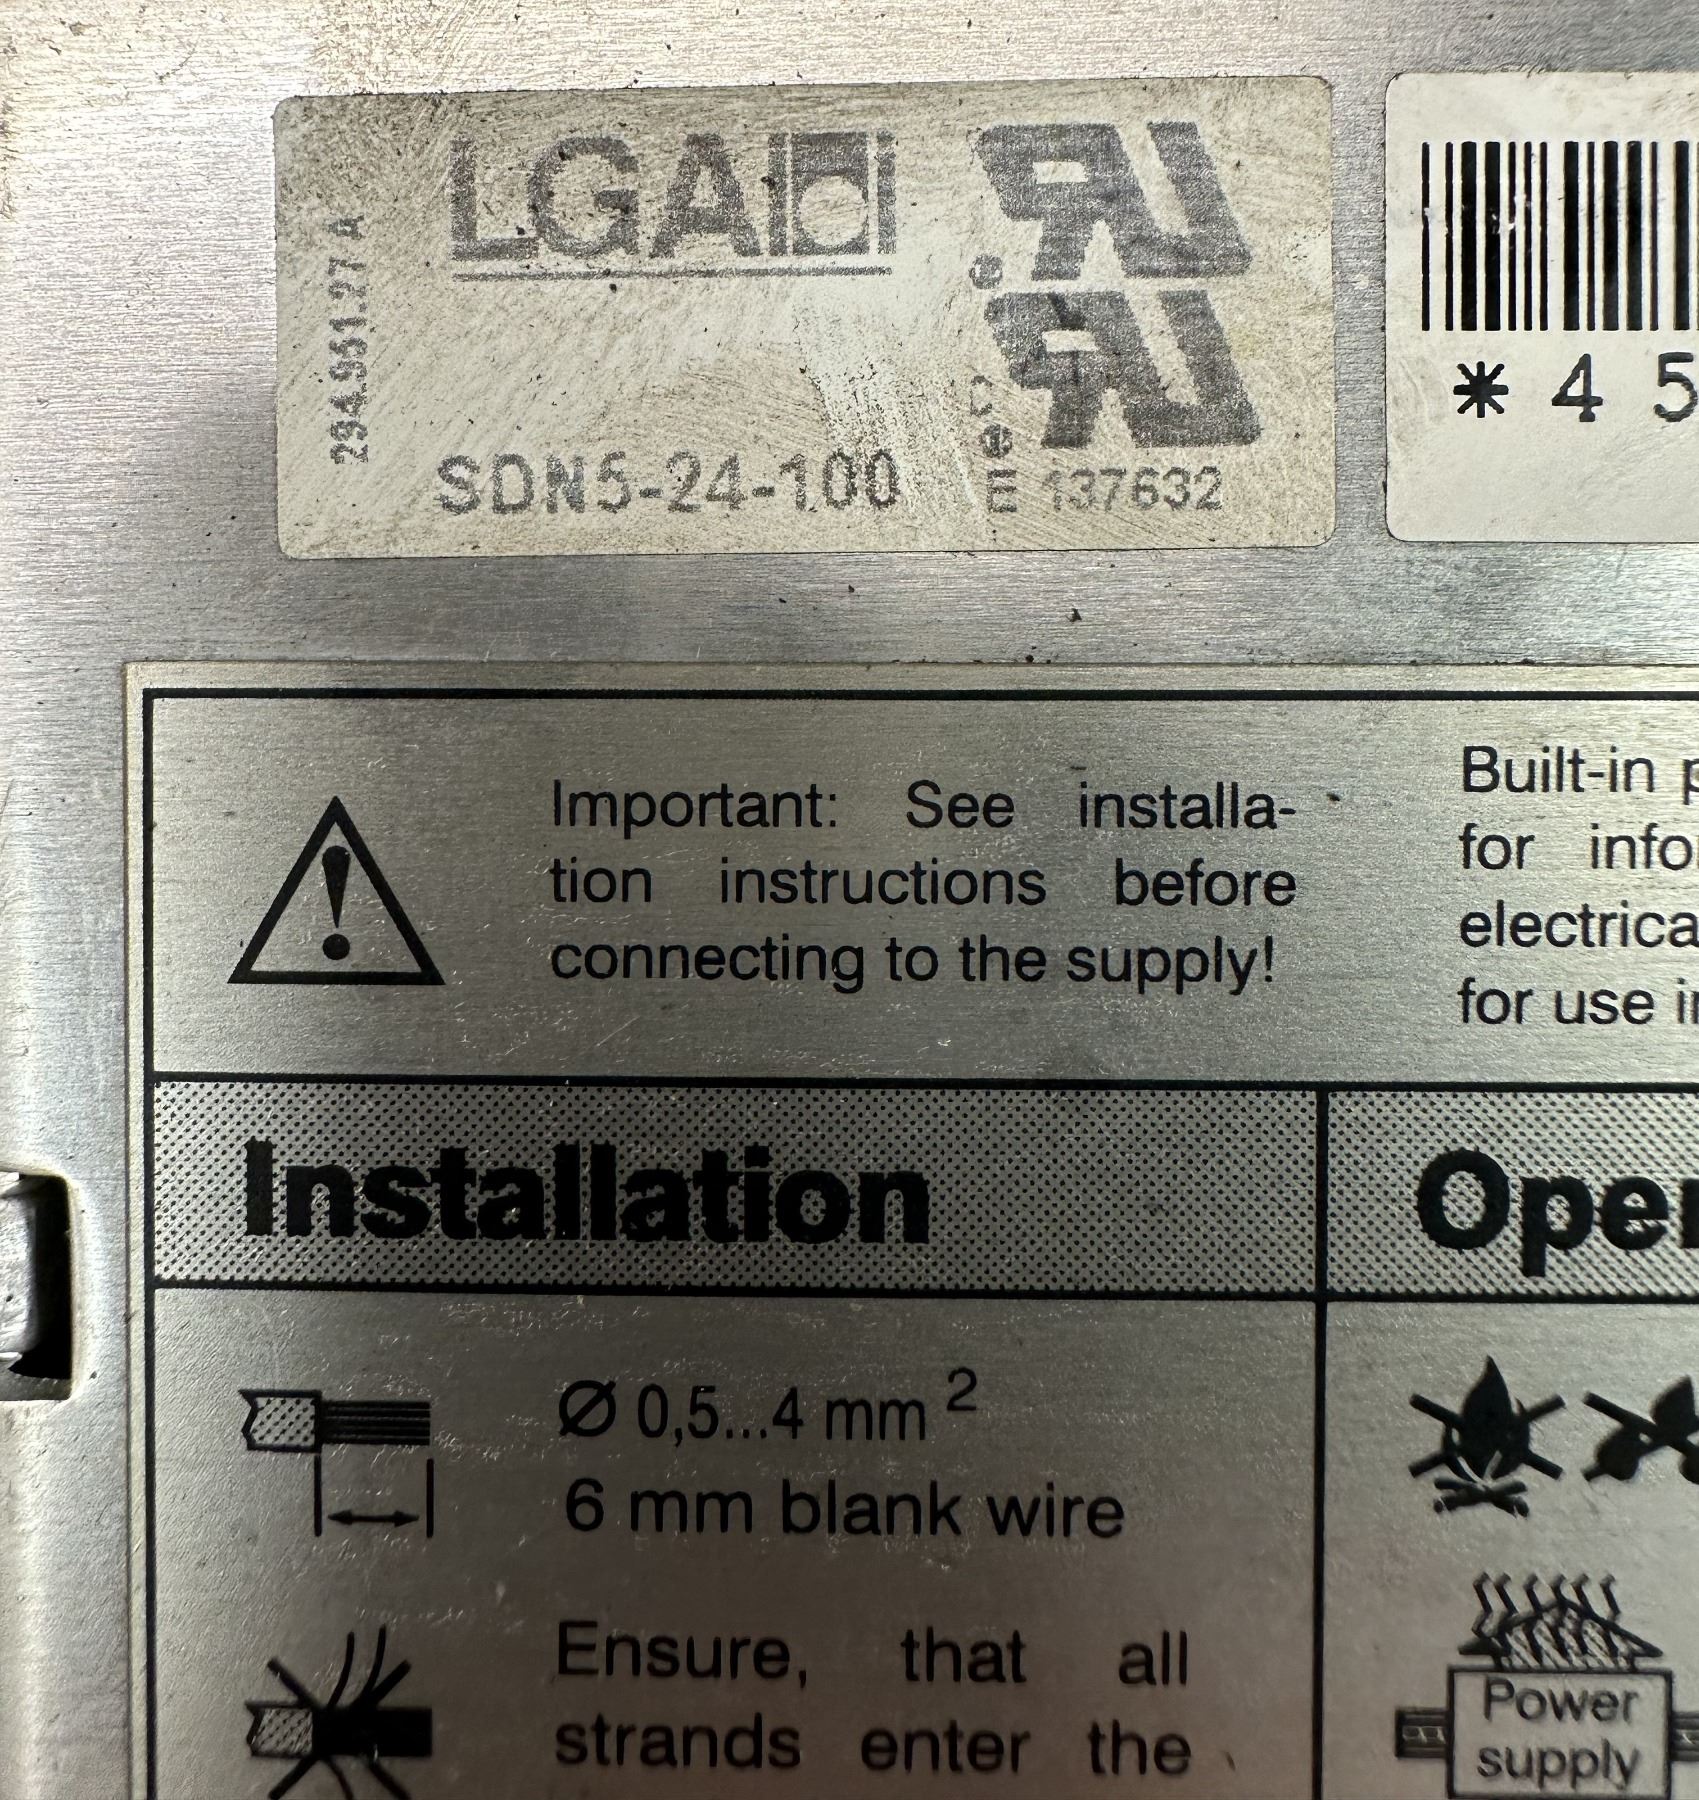 LGA
294.951.27 A
SDN5-24-100
E 137632
* 4 5
Important: See installa-
tion instructions before
connecting to the supply!
Built-in
for
electrica
for use
Installation
Oper
Ø 0,5...4 mm 2
6 mm blank wire
Ensure, that all
strands enter the
Power
supply